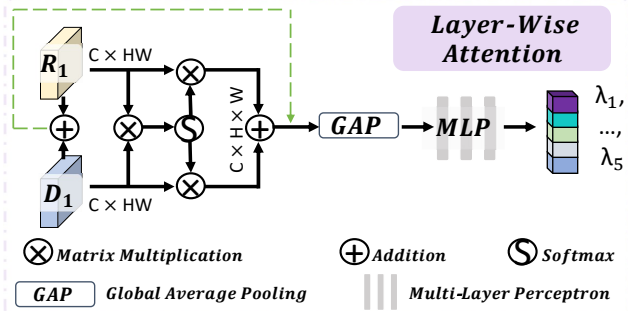 Layer-Wise
Attention
R1
C × HW
C × H × W
GAP
MLP
λ1,
...,
λ5
D1
C × HW
S
Matrix Multiplication
Addition
S Softmax
GAP Global Average Pooling
Multi-Layer Perceptron